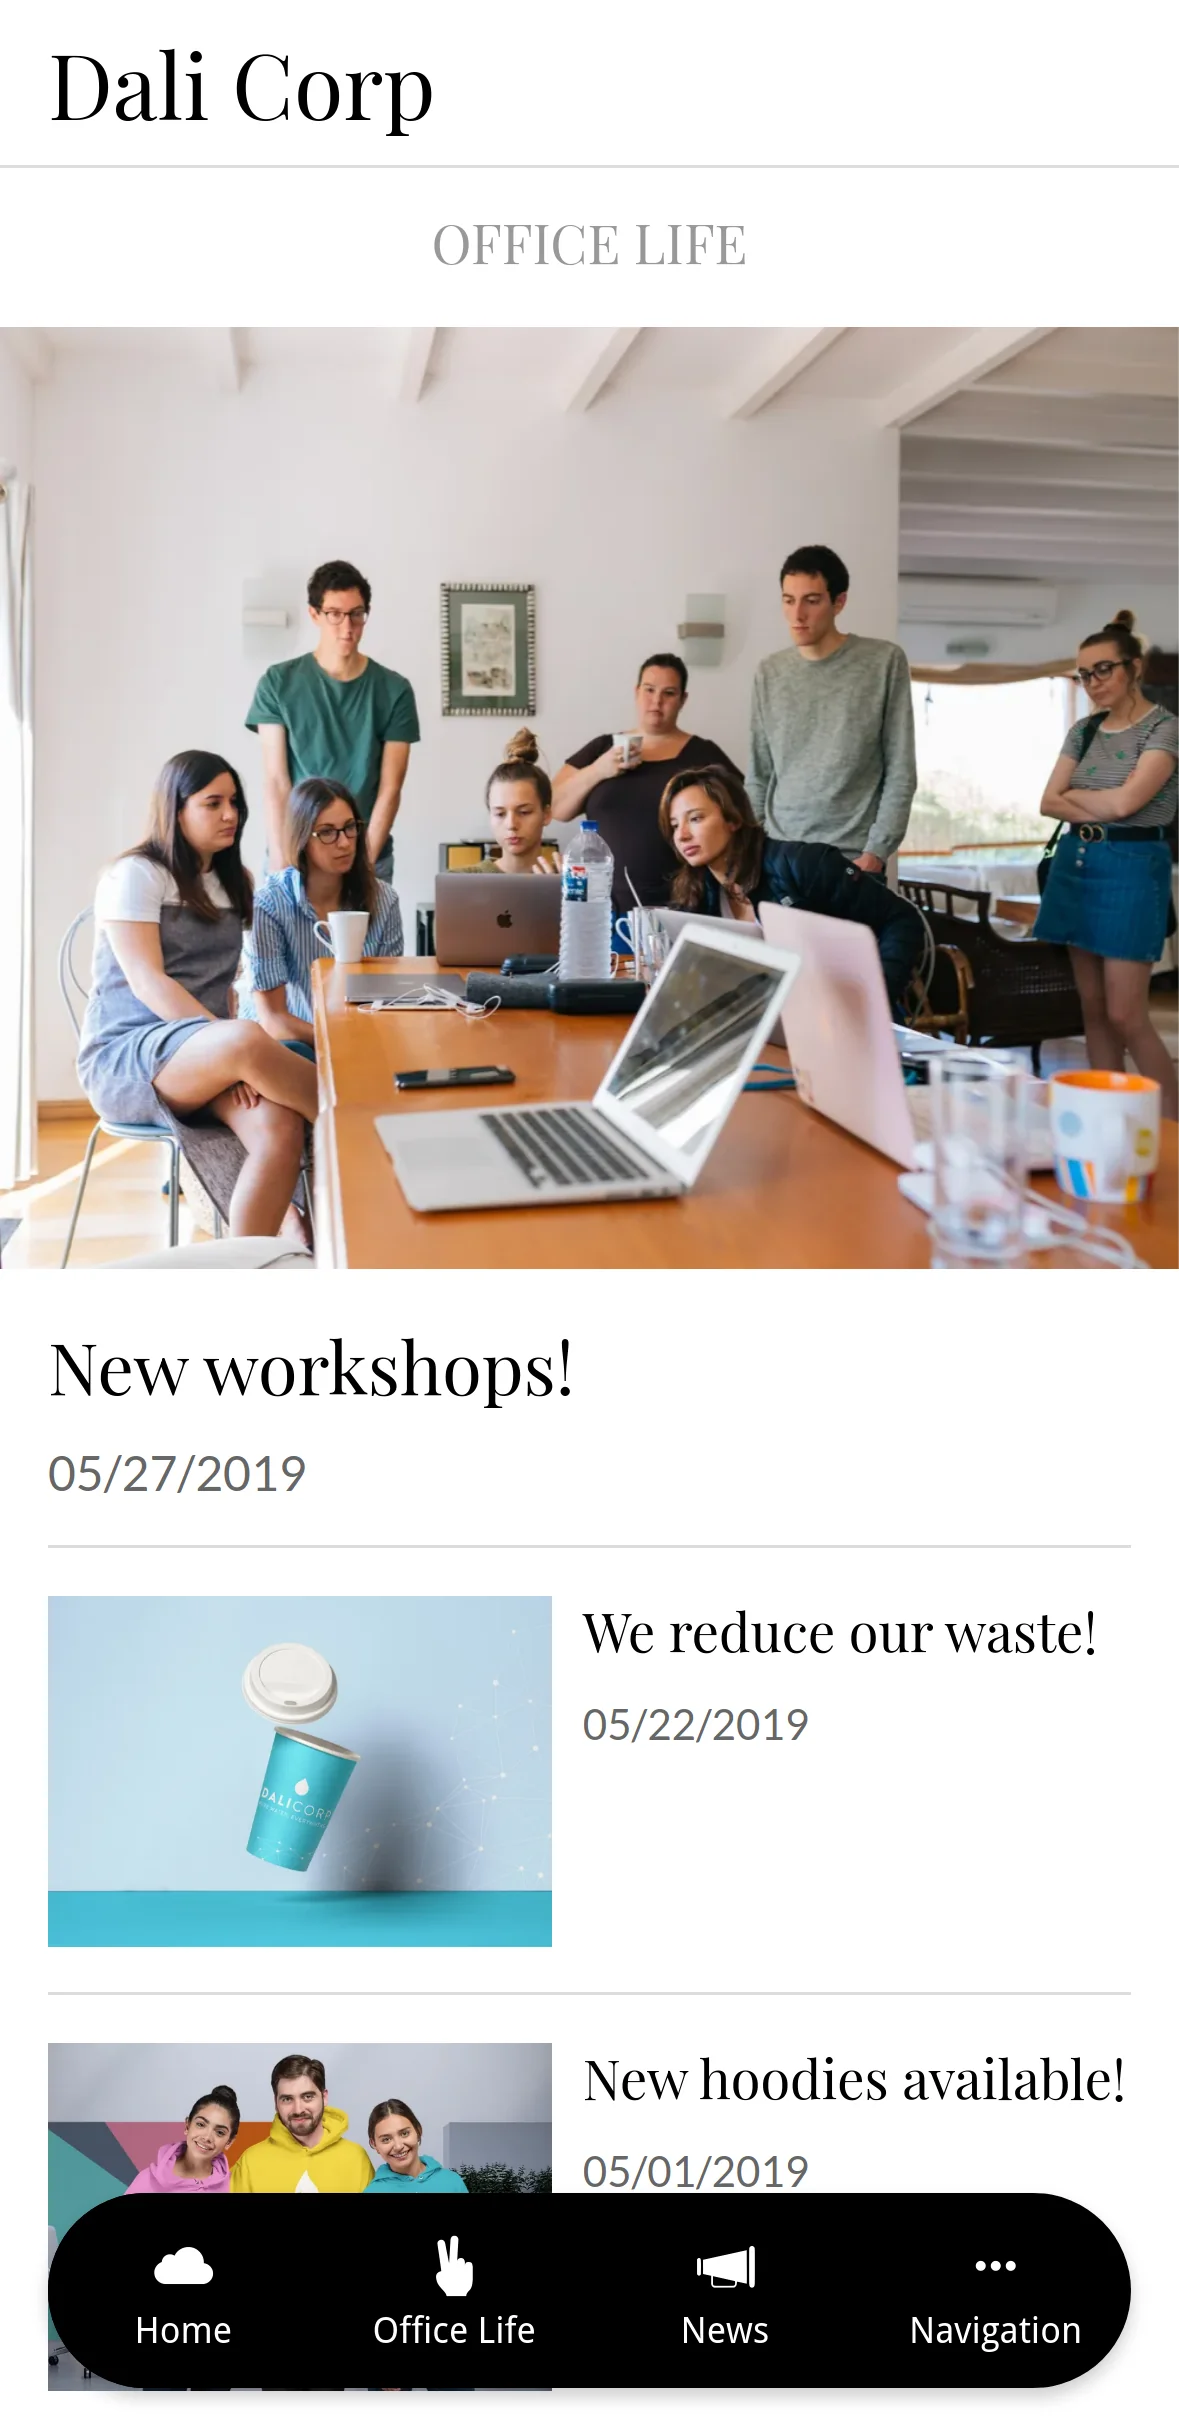 Dali Corp
OFFICE LIFE
New workshops!
05/27/2019
We reduce our waste!
05/22/2019
DALICORP
New hoodies available!
05/01/2019
Home
Office Life
News
Navigation